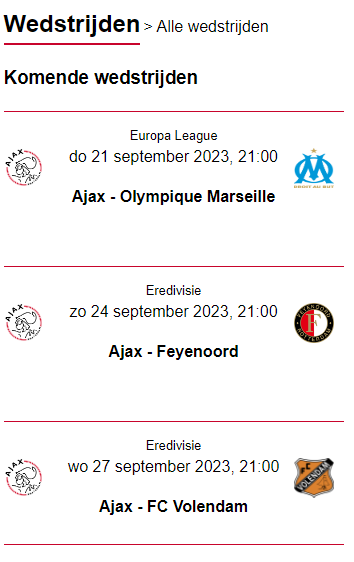 Wedstrijden > Alle wedstrijden
Komende wedstrijden
Europa League
do 21 september 2023, 21:00
AJAX
Ajax - Olympique Marseille
DROIT AU BUT
Eredivisie
zo 24 september 2023, 21:00
AJAX
FEYENOORD
ROTTERDAM
Ajax - Feyenoord
Eredivisie
wo 27 september 2023, 21:00
AJAX
FC
VOLENDAM
Ajax - FC Volendam